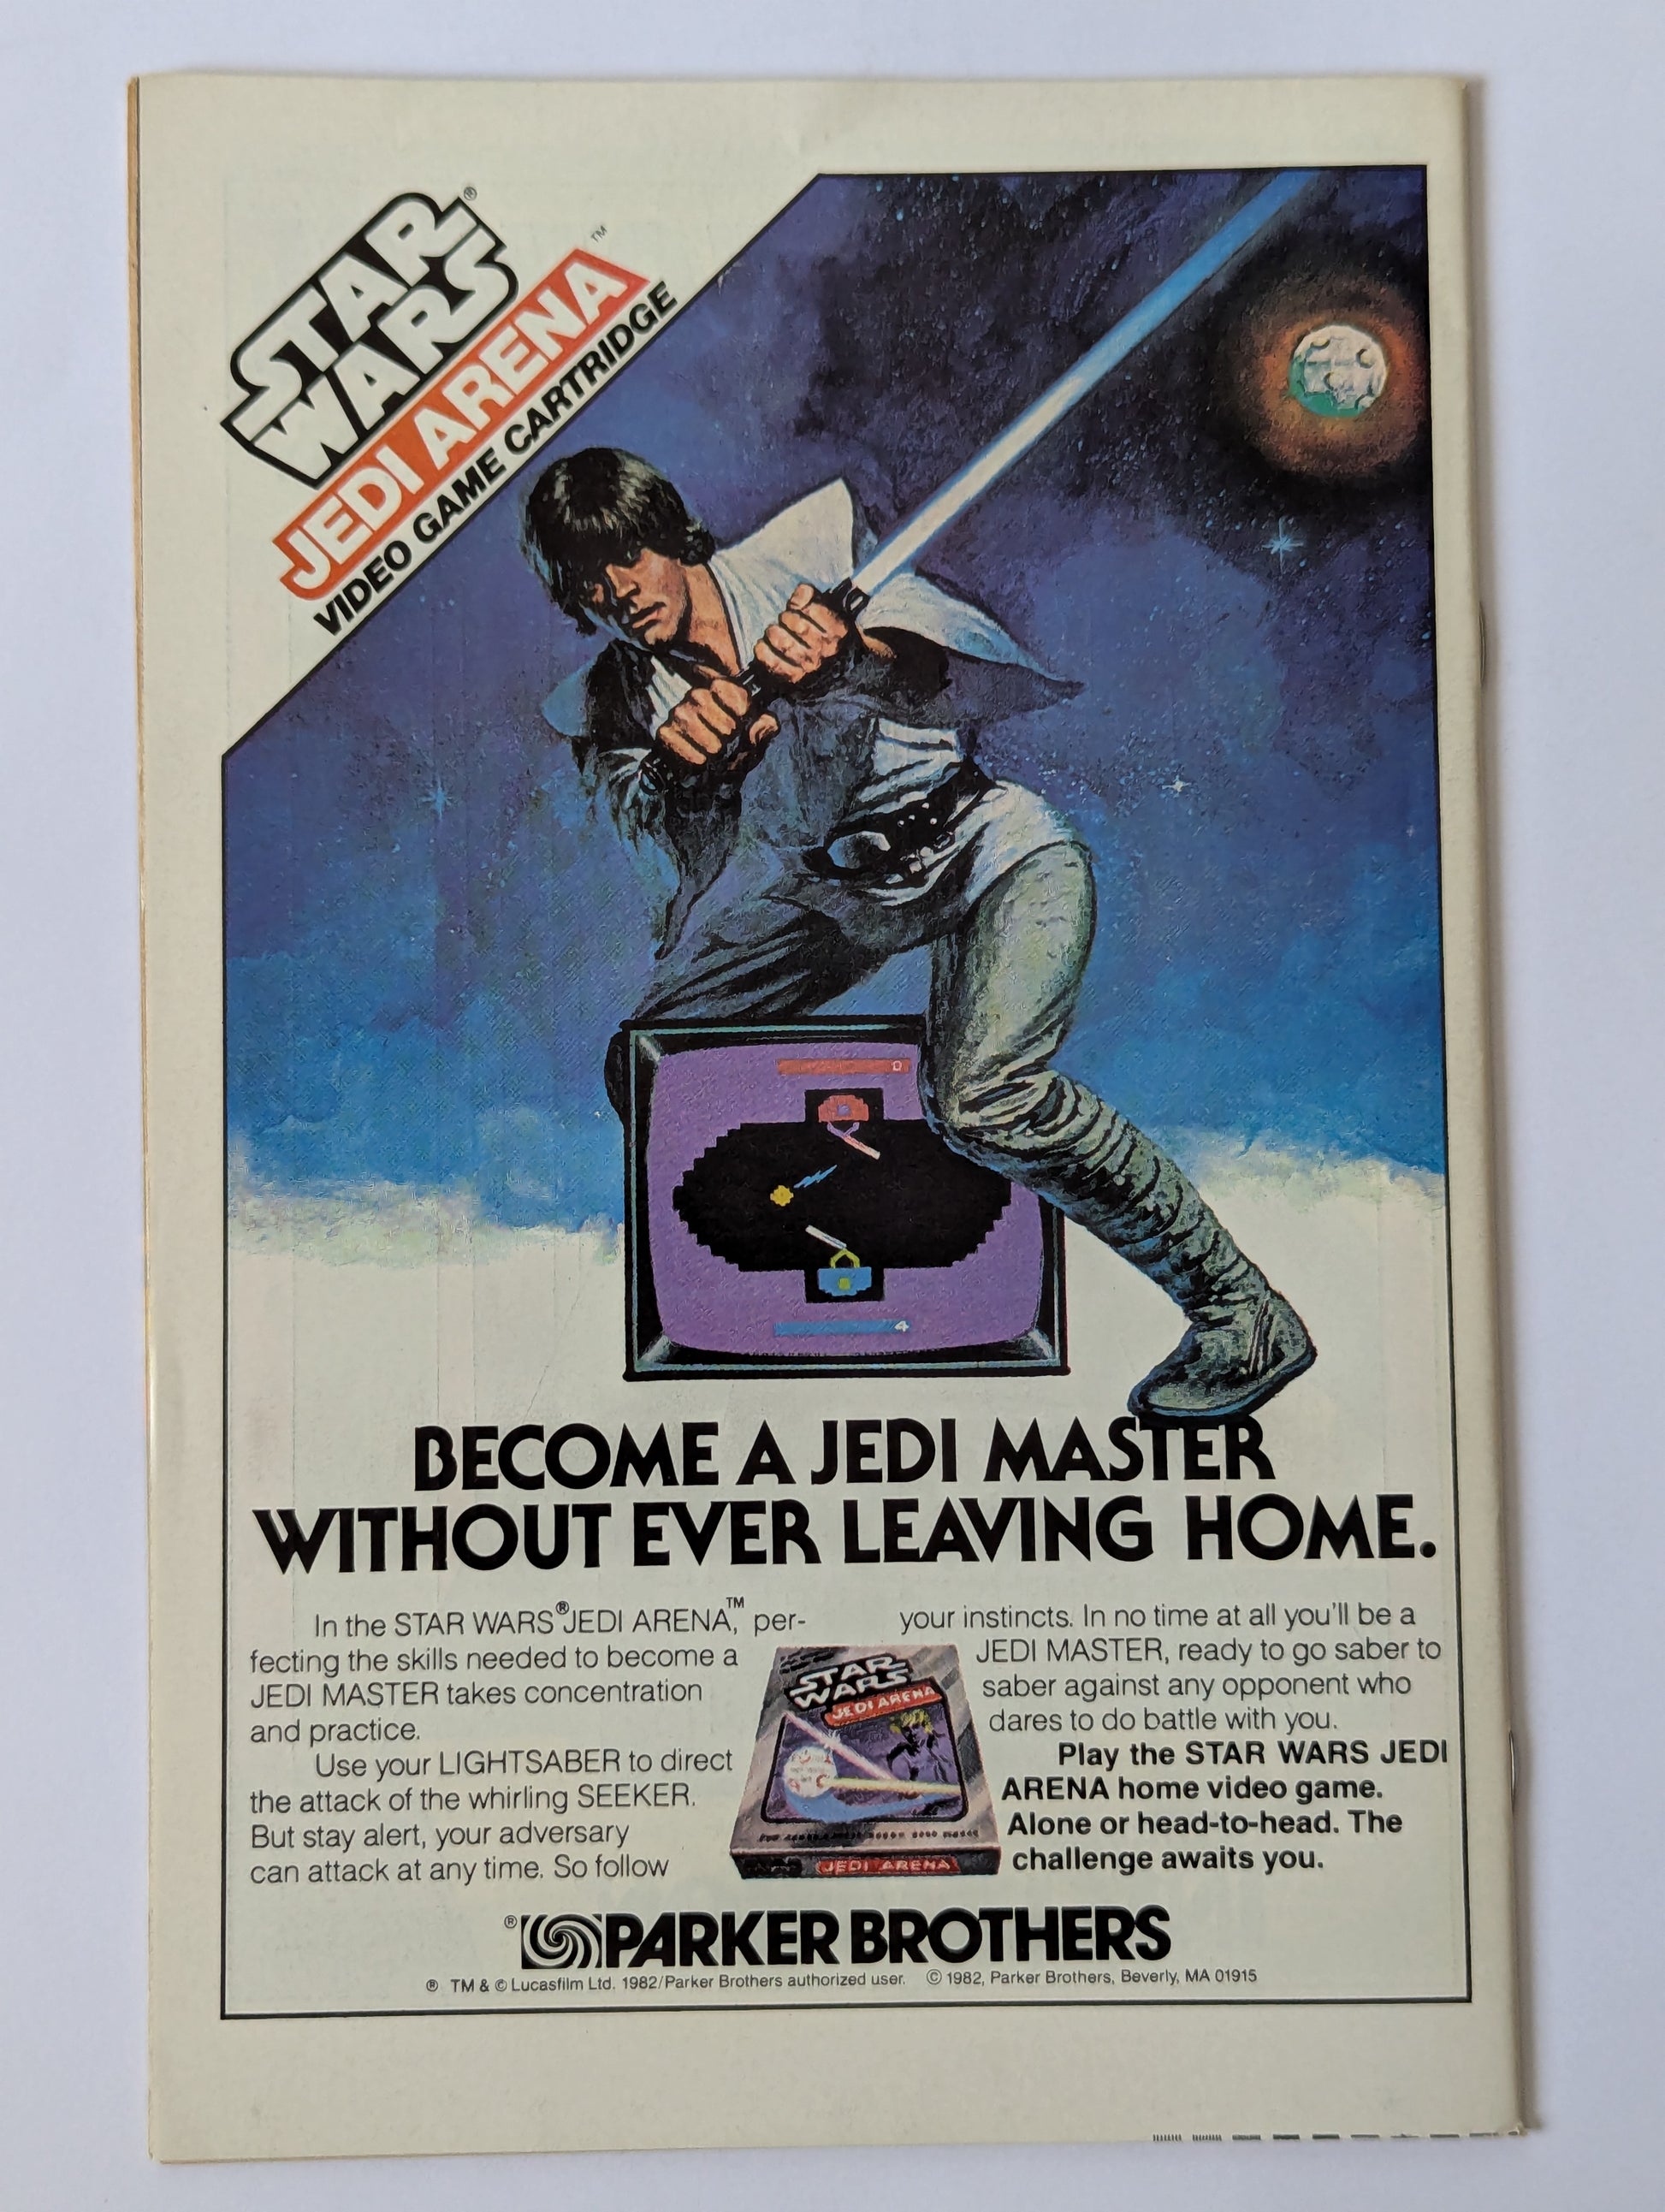 STAR®
WARS
JEDI ARENA™
VIDEO GAME CARTRIDGE
0
4
BECOME A JEDI MASTER
WITHOUT EVER LEAVING HOME.
In the STAR WARS® JEDI ARENA,™ per-
fecting the skills needed to become a
JEDI MASTER takes concentration
and practice.
Use your LIGHTSABER to direct
the attack of the whirling SEEKER.
But stay alert, your adversary
can attack at any time. So follow
STAR
WARS
JEDI ARENA
JEDI ARENA
your instincts. In no time at all you'll be a
JEDI MASTER, ready to go saber to
saber against any opponent who
dares to do battle with you.
Play the STAR WARS JEDI
ARENA home video game.
Alone or head-to-head. The
challenge awaits you.
® PARKER BROTHERS
® TM & © Lucasfilm Ltd. 1982/Parker Brothers authorized user. © 1982, Parker Brothers, Beverly, MA 01915